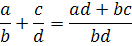 a/b + c/d = (ad + bc)/bd